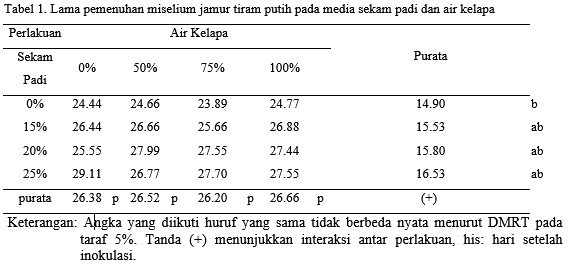 Tabel 1. Lama pemenuhan miselium jamur tiram putih pada media sekam padi dan air kelapa
Perlakuan Air Kelapa Purata
Sekam Padi 0% 50% 75% 100%
0% 24.44 24.66 23.89 24.77 14.90 b
15% 26.44 26.66 25.66 26.88 15.53 ab
20% 25.55 27.99 27.55 27.44 15.80 ab
25% 29.11 26.77 27.70 27.55 16.53 ab
purata 26.38 p 26.52 p 26.20 p 26.66 p (+)
Keterangan: Angka yang diikuti huruf yang sama tidak berbeda nyata menurut DMRT pada
taraf 5%. Tanda (+) menunjukkan interaksi antar perlakuan, his: hari setelah
inokulasi.